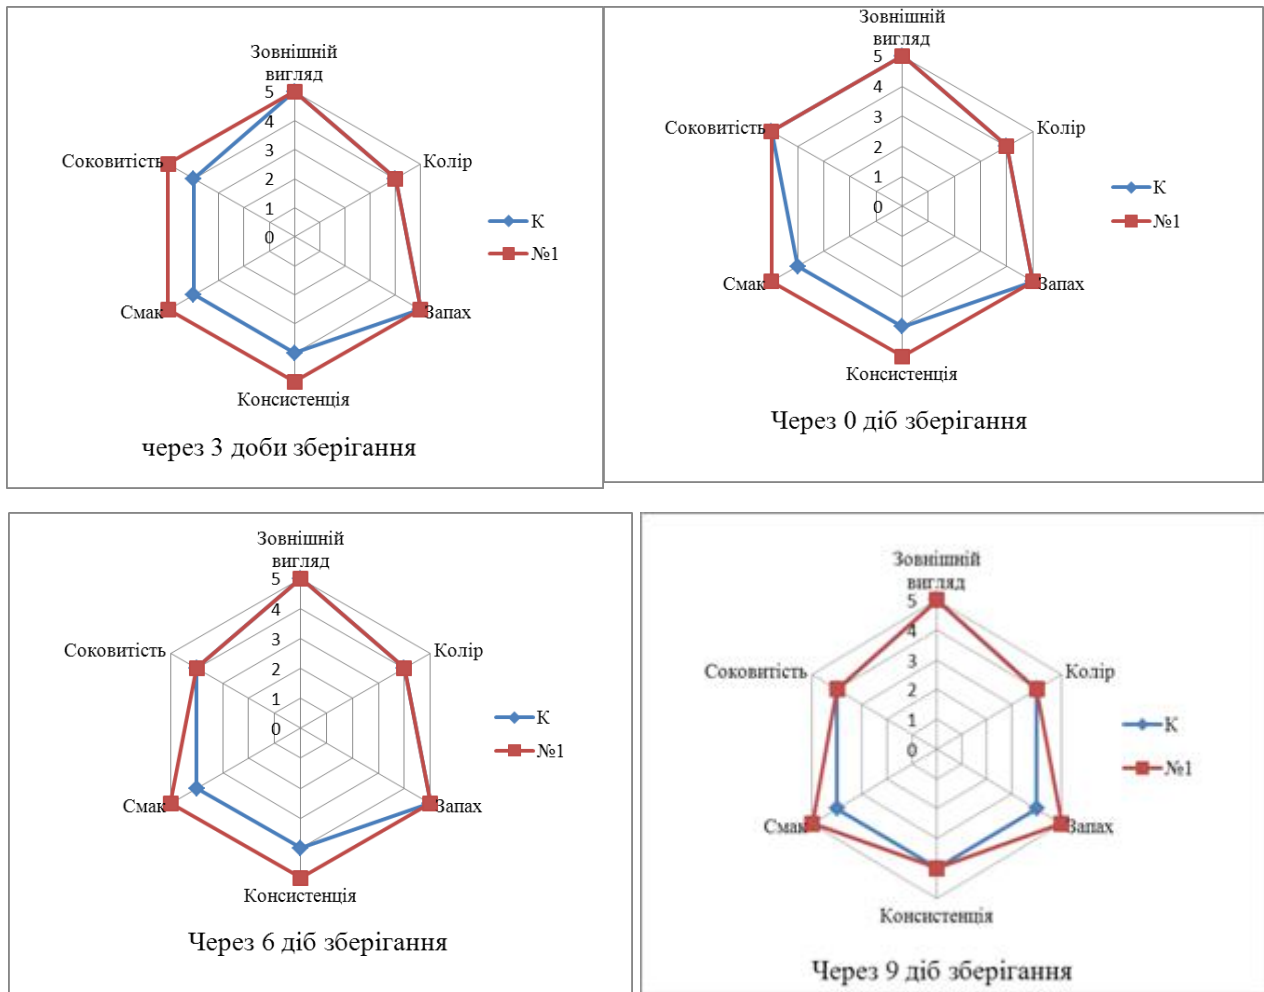 Зовнішній
вигляд
5
4
3
2
1
0
Колір
Соковитість
Смак
Запах
Консистенція
К
№1
через 3 доби зберігання
Зовнішній
вигляд
5
4
3
2
1
0
Колір
Соковитість
Смак
Запах
Консистенція
К
№1
Через 0 діб зберігання
Зовнішній
вигляд
5
4
3
2
1
0
Колір
Соковитість
Смак
Запах
Консистенція
К
№1
Через 6 діб зберігання
Зовнішній
вигляд
5
4
3
2
1
0
Колір
Соковитість
Смак
Запах
Консистенція
К
№1
Через 9 діб зберігання